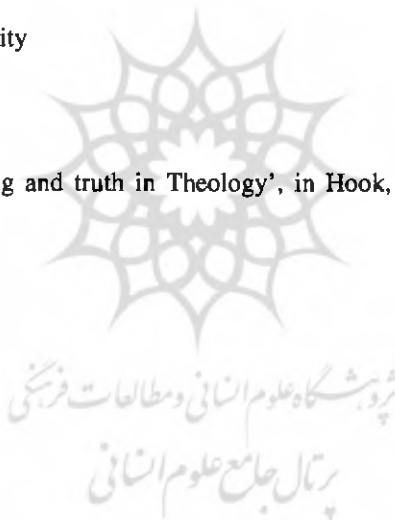 ity
g and truth in Theology', in Hook,
پژوهشگاه علوم انسانی و مطالعات فرهنگی
پرتال جامع علوم انسانی